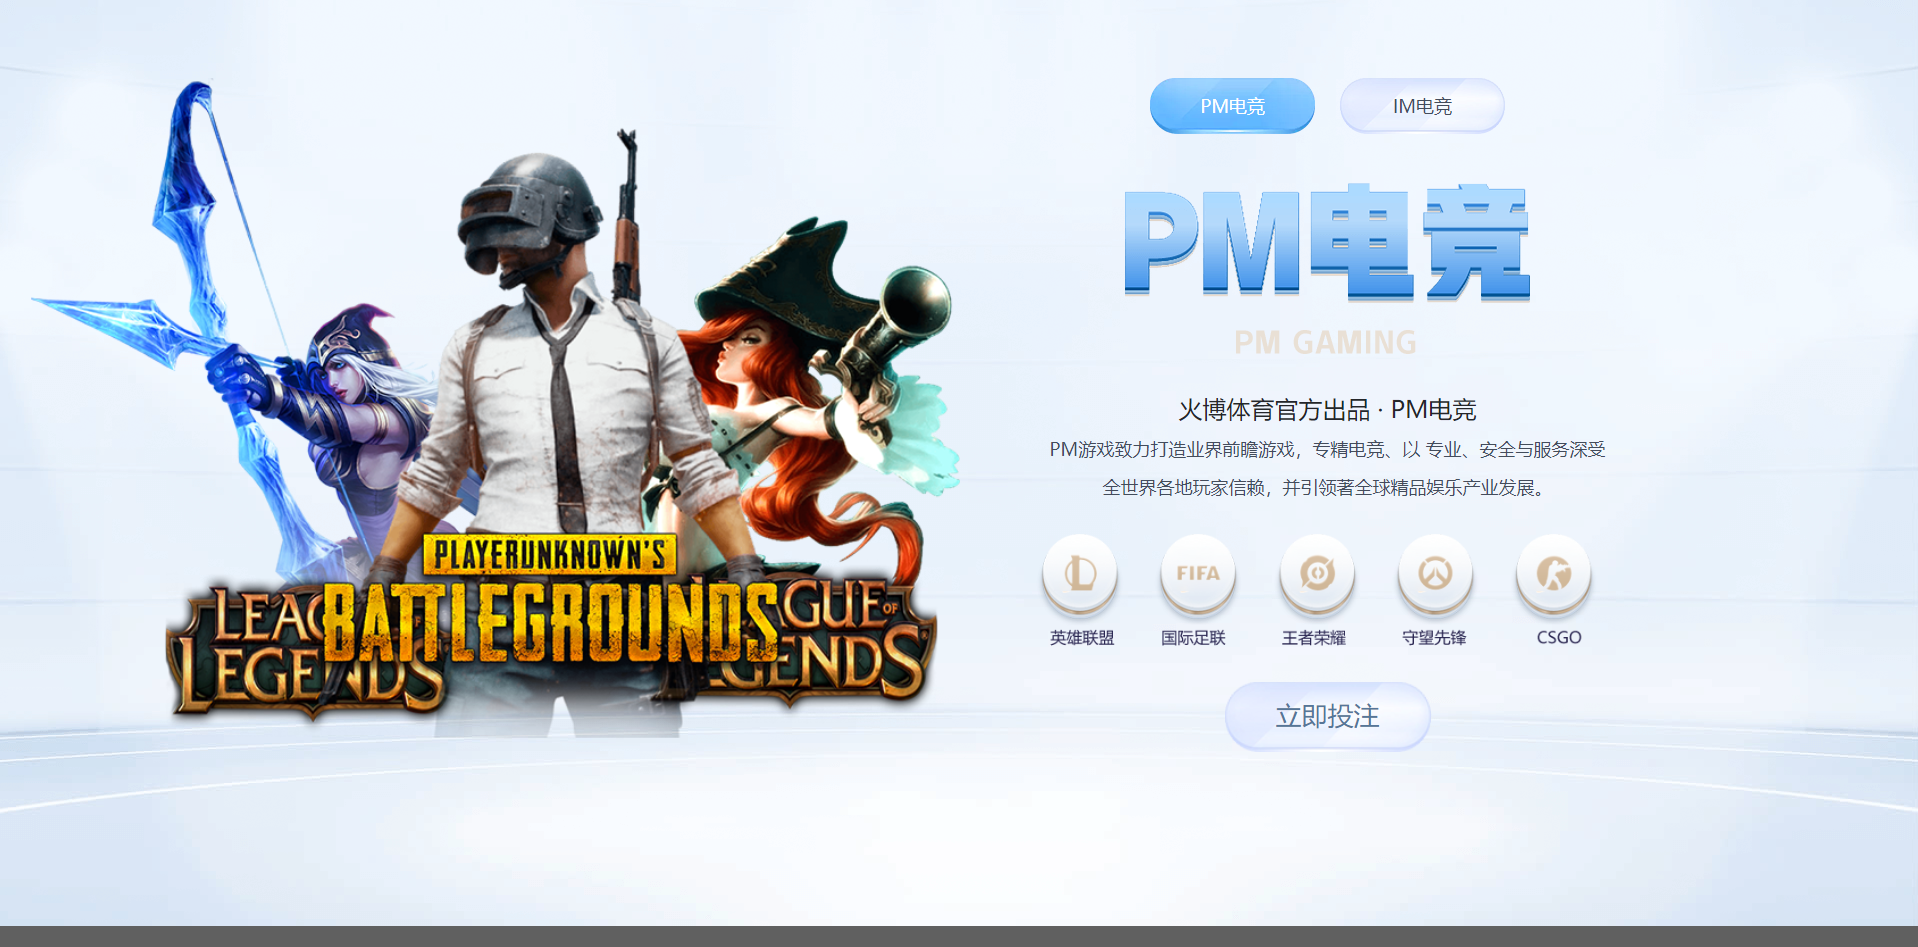 PM电竞
IM电竞
PM电竞
PM GAMING
火博体育官方出品 · PM电竞
PM游戏致力打造业界前瞻游戏，专精电竞、以 专业、安全与服务深受
全世界各地玩家信赖，并引领著全球精品娱乐产业发展。
FIFA
英雄联盟
国际足联
王者荣耀
守望先锋
CSGO
立即投注
PLAYERUNKNOWN'S
BATTLEGROUNDS
LEAG
LEGENDS
GUE OF
LEGENDS